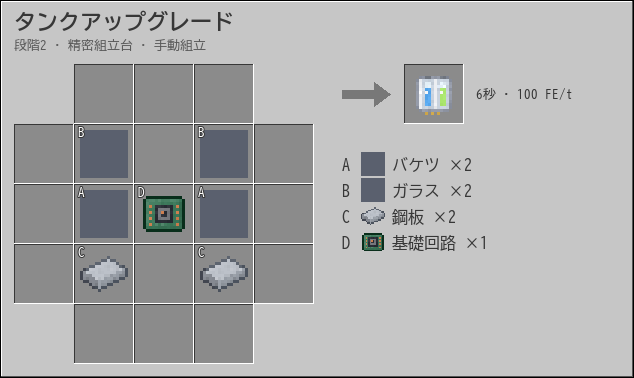 タンクアップグレード
段階2 · 精密組立台 · 手動組立
B
B
A
D
A
C
C
6秒 · 100 FE/t
A バケツ ×2
B ガラス ×2
C 鋼板 ×2
D 基礎回路 ×1